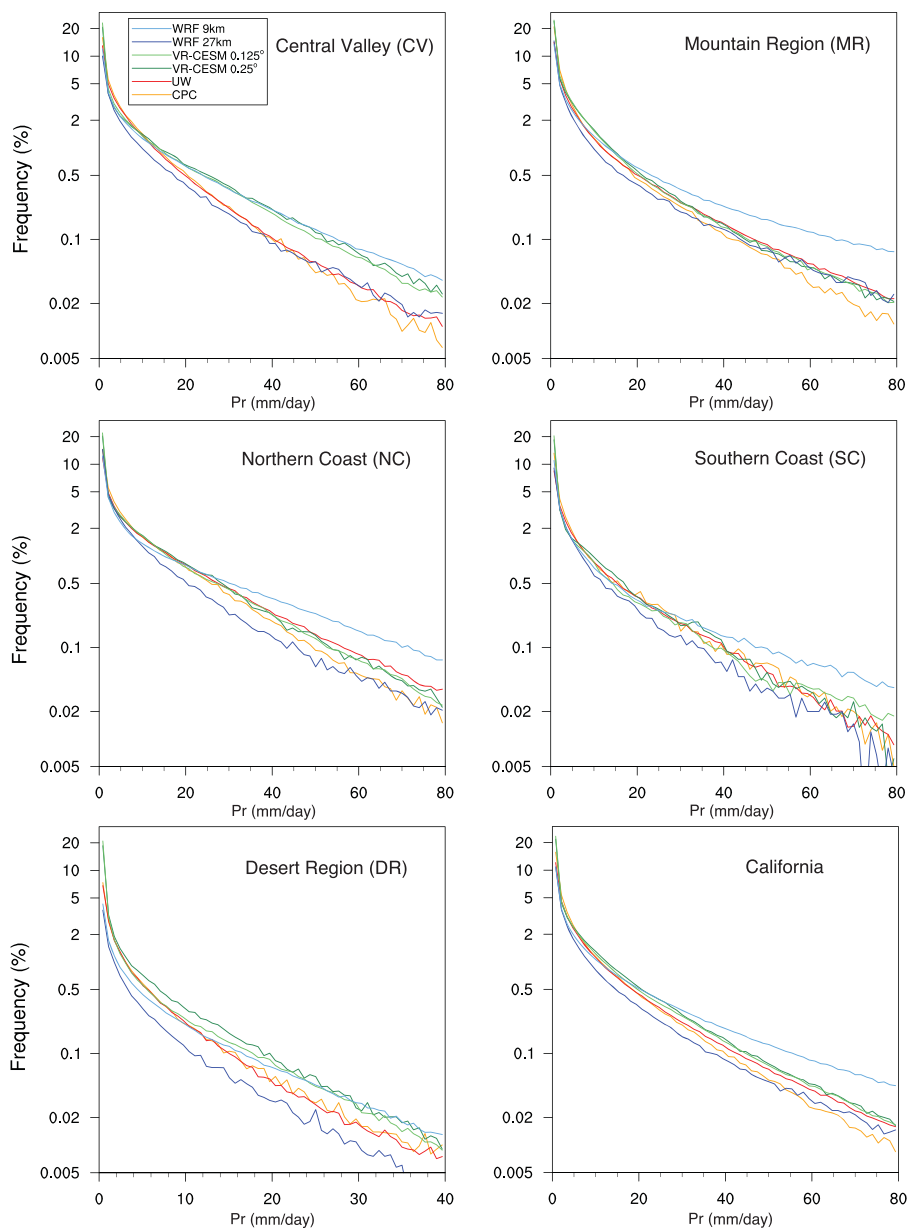 WRF 9km
WRF 27km
VR-CESM 0.125°
VR-CESM 0.25°
UW
CPC
Central Valley (CV)
Frequency (%)
20
10
5
2
0.5
0.1
0.02
0.005
0 20 40 60 80
Pr (mm/day)
Mountain Region (MR)
20
10
5
2
0.5
0.1
0.02
0.005
0 20 40 60 80
Pr (mm/day)
Northern Coast (NC)
Frequency (%)
20
10
5
2
0.5
0.1
0.02
0.005
0 20 40 60 80
Pr (mm/day)
Southern Coast (SC)
20
10
5
2
0.5
0.1
0.02
0.005
0 20 40 60 80
Pr (mm/day)
Desert Region (DR)
Frequency (%)
20
10
5
2
0.5
0.1
0.02
0.005
0 10 20 30 40
Pr (mm/day)
California
20
10
5
2
0.5
0.1
0.02
0.005
0 20 40 60 80
Pr (mm/day)